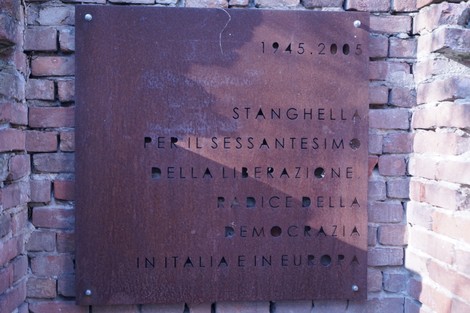 1945.2005
STANGHELLA
PER IL SESSANTESIMO
DELLA LIBERAZIONE.
RADICE DELLA
DEMOCRAZIA
IN ITALIA E IN EUROPA